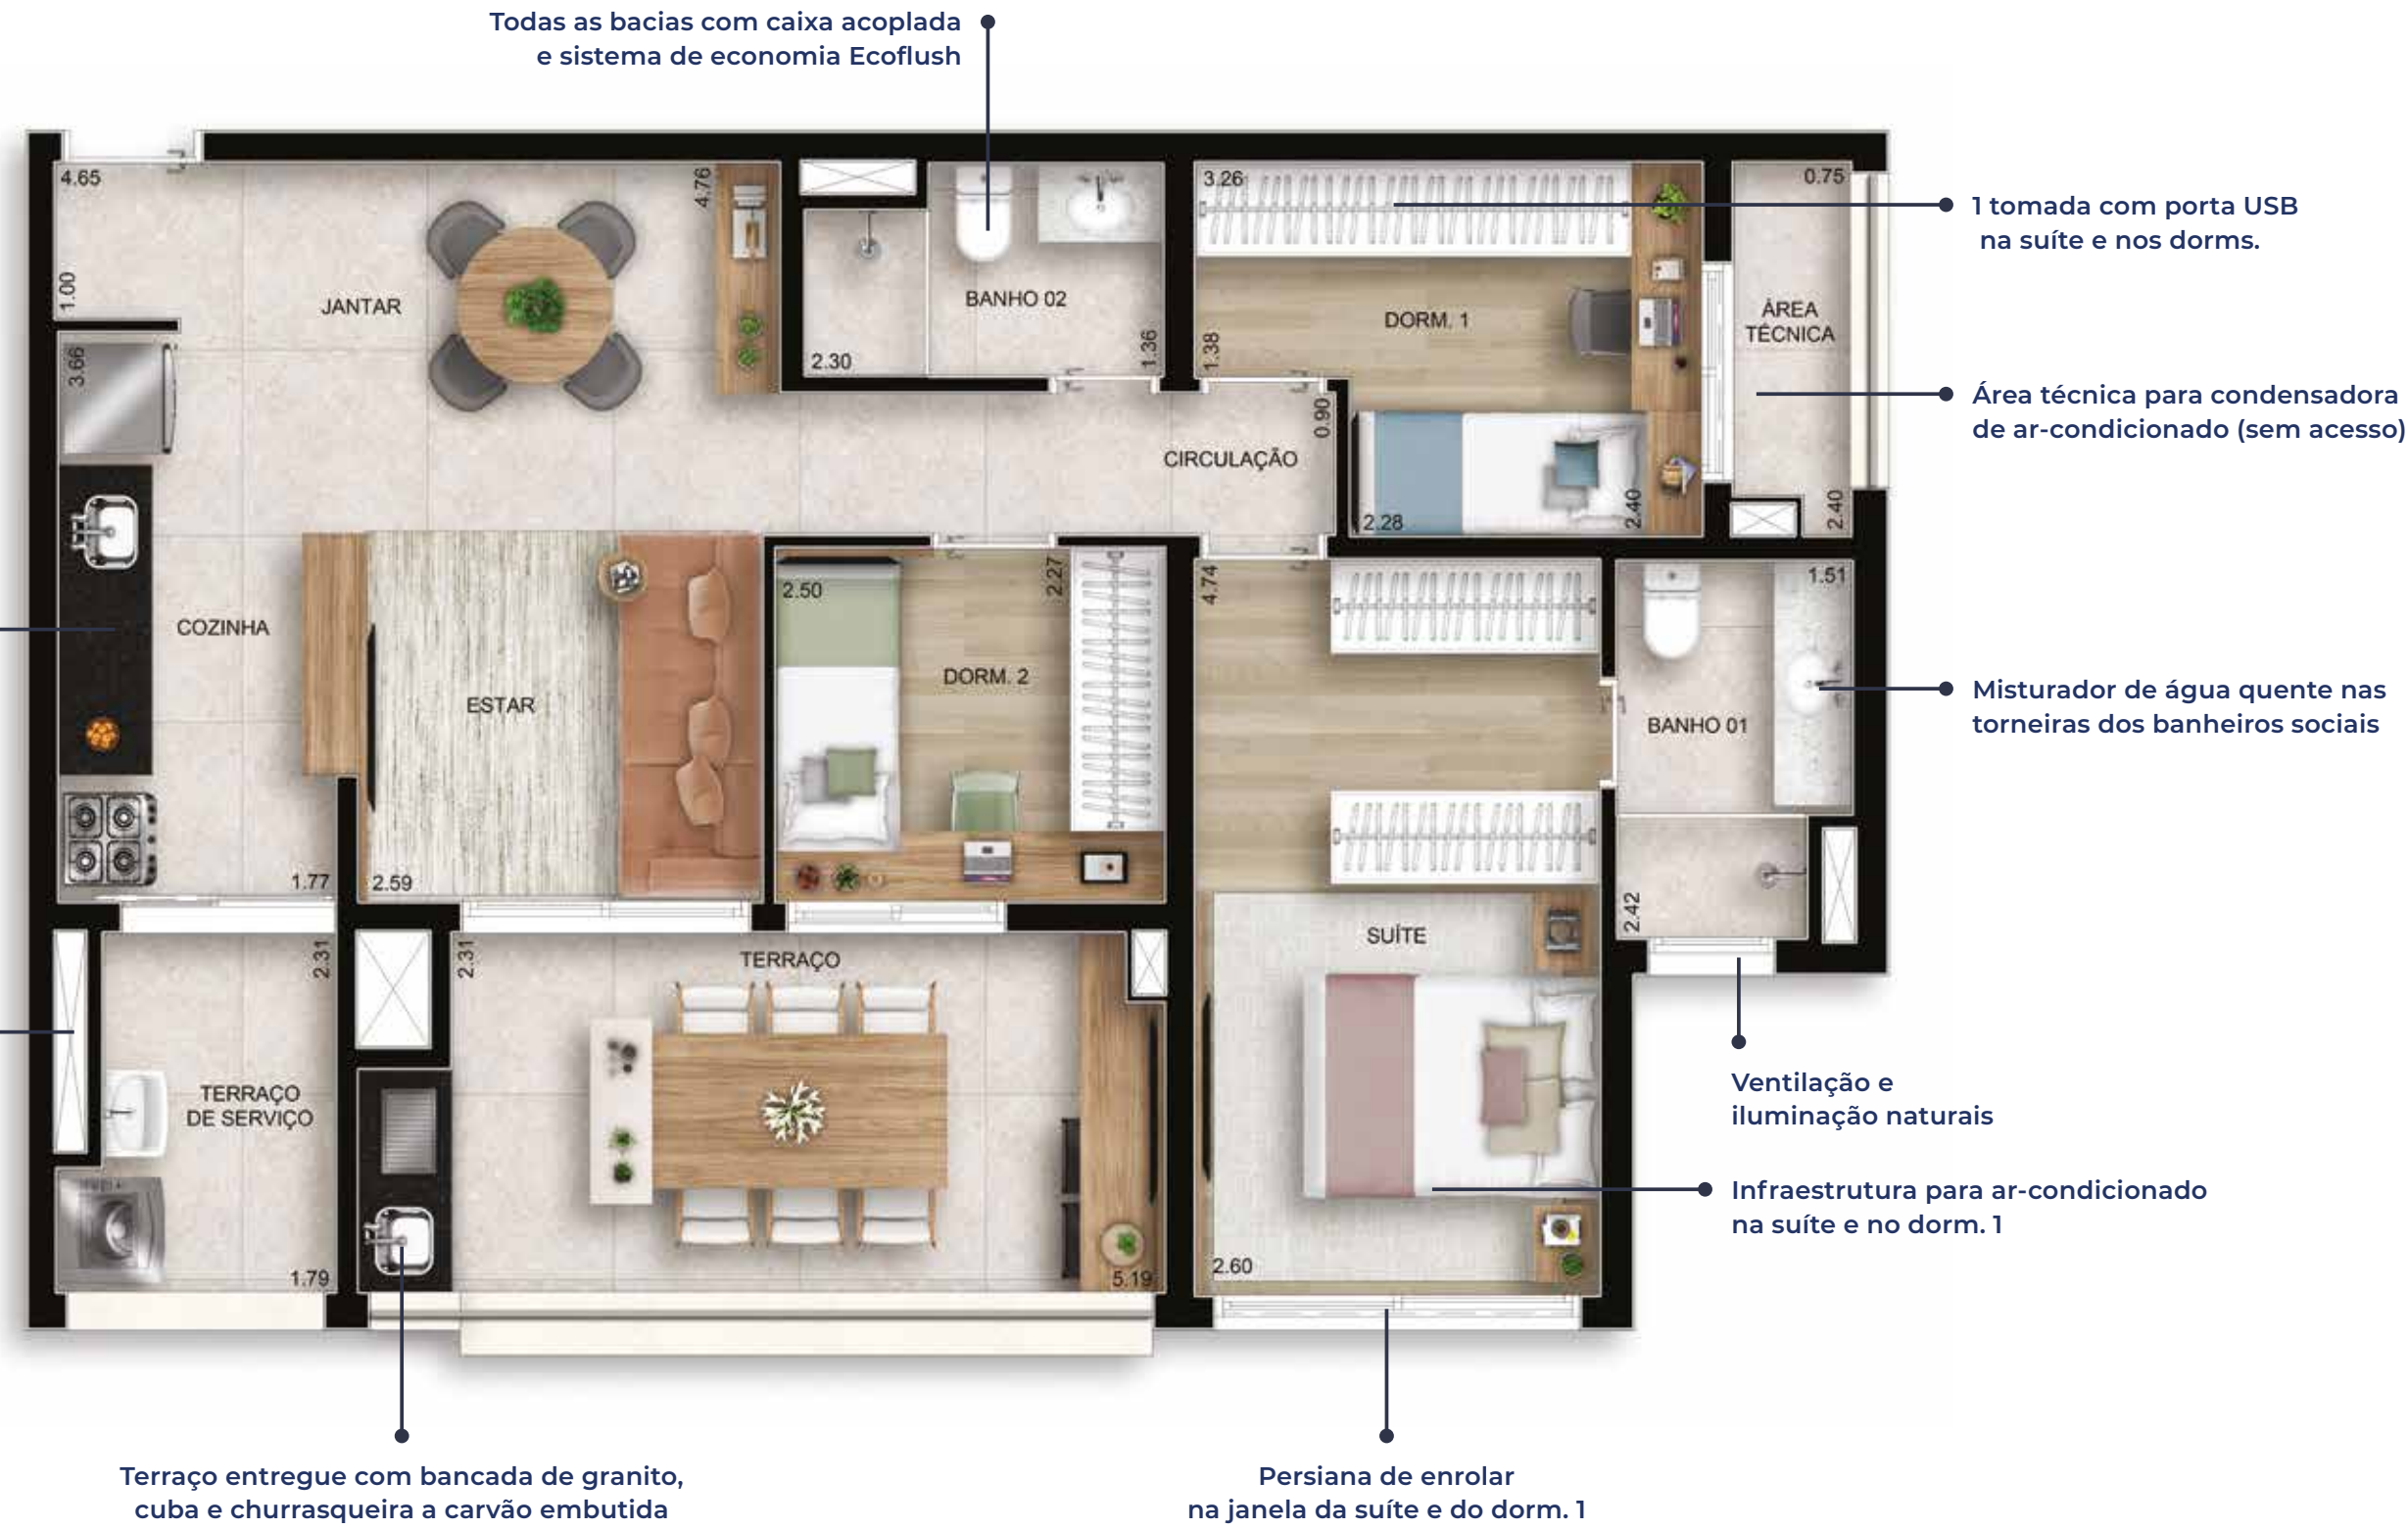 Todas as bacias com caixa acoplada
e sistema de economia Ecoflush
4.65
4.76
3.26
0.75
1 tomada com porta USB
na suíte e nos dorms.
1.00
JANTAR
BANHO 02
DORM. 1
ÁREA
TÉCNICA
3.66
2.30
1.36
1.38
Área técnica para condensadora
de ar-condicionado (sem acesso)
0.90
CIRCULAÇÃO
2.28
2.40
2.40
2.50
2.27
4.74
1.51
COZINHA
ESTAR
DORM. 2
BANHO 01
Misturador de água quente nas
torneiras dos banheiros sociais
1.77
2.59
2.42
SUÍTE
2.31
2.31
TERRAÇO
TERRAÇO
DE SERVIÇO
Ventilação e
iluminação naturais
Infraestrutura para ar-condicionado
na suíte e no dorm. 1
1.79
5.19
2.60
Terraço entregue com bancada de granito,
cuba e churrasqueira a carvão embutida
Persiana de enrolar
na janela da suíte e do dorm. 1